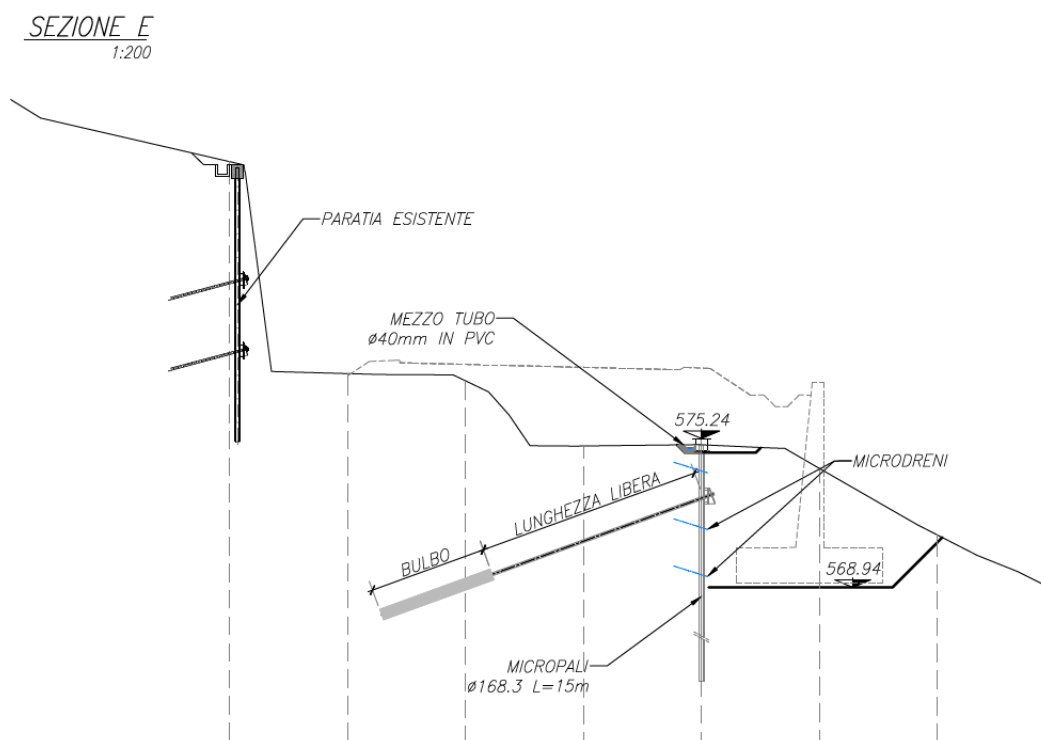 SEZIONE E
1:200
PARATIA ESISTENTE
MEZZO TUBO
ø40mm IN PVC
575.24
MICRODRENI
LUNGHEZZA LIBERA
BULBO
568.94
MICROPALI
ø168.3 L=15m